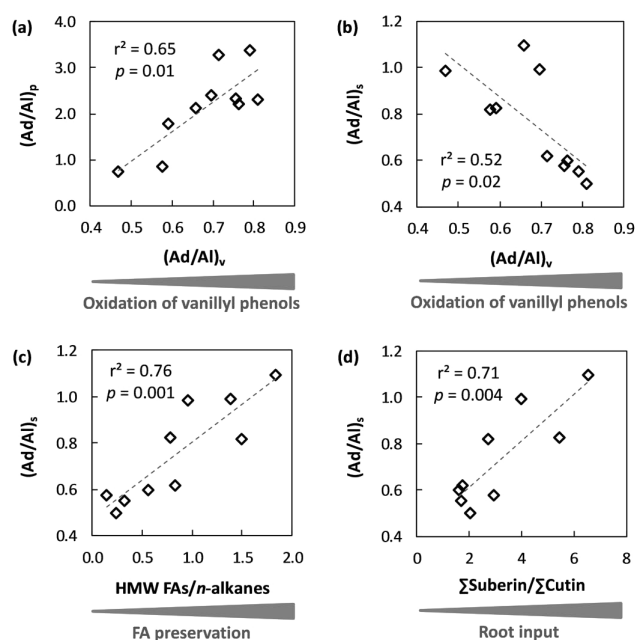 (a)
(Ad/Al)p
4.0
3.0
2.0
1.0
0.0
r² = 0.65
p = 0.01
0.4 0.5 0.6 0.7 0.8 0.9
(Ad/Al)v
Oxidation of vanillyl phenols
(b)
(Ad/Al)s
1.2
1.0
0.8
0.6
0.4
r² = 0.52
p = 0.02
0.4 0.5 0.6 0.7 0.8 0.9
(Ad/Al)v
Oxidation of vanillyl phenols
(c)
(Ad/Al)s
1.2
1.0
0.8
0.6
0.4
r² = 0.76
p = 0.001
0.0 0.5 1.0 1.5 2.0
HMW FAs/n-alkanes
FA preservation
(d)
(Ad/Al)s
1.2
1.0
0.8
0.6
0.4
r² = 0.71
p = 0.004
0 2 4 6 8
∑Suberin/∑Cutin
Root input